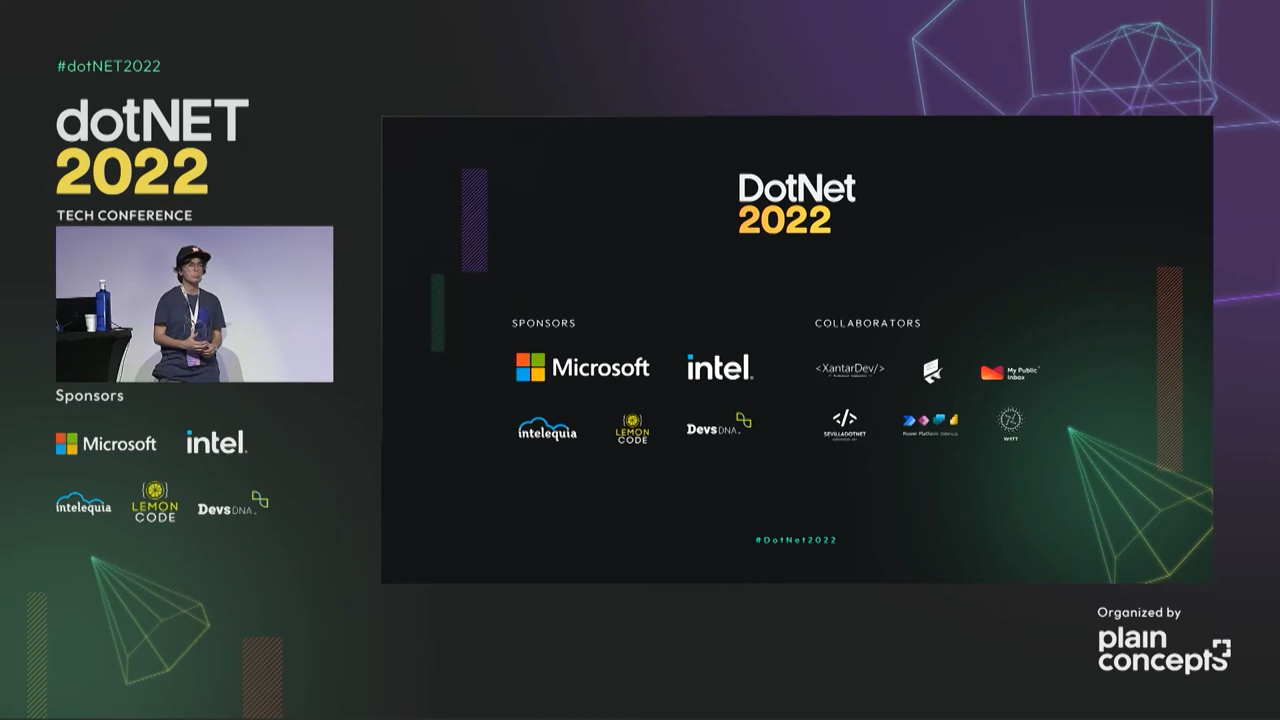 #dotNET2022
dotNET
2022
TECH CONFERENCE
Sponsors
Microsoft
intel.
intelequia
LEMON
CODE
DevsDNA
DotNet
2022
SPONSORS
Microsoft
intel.
intelequia
LEMON
CODE
DevsDNA
COLLABORATORS
<XantarDev/>
My Public
Inbox
</>
SEVILLADOTNET
Power Platform Valencia
WTT
#DotNet2022
Organized by
plain
concepts